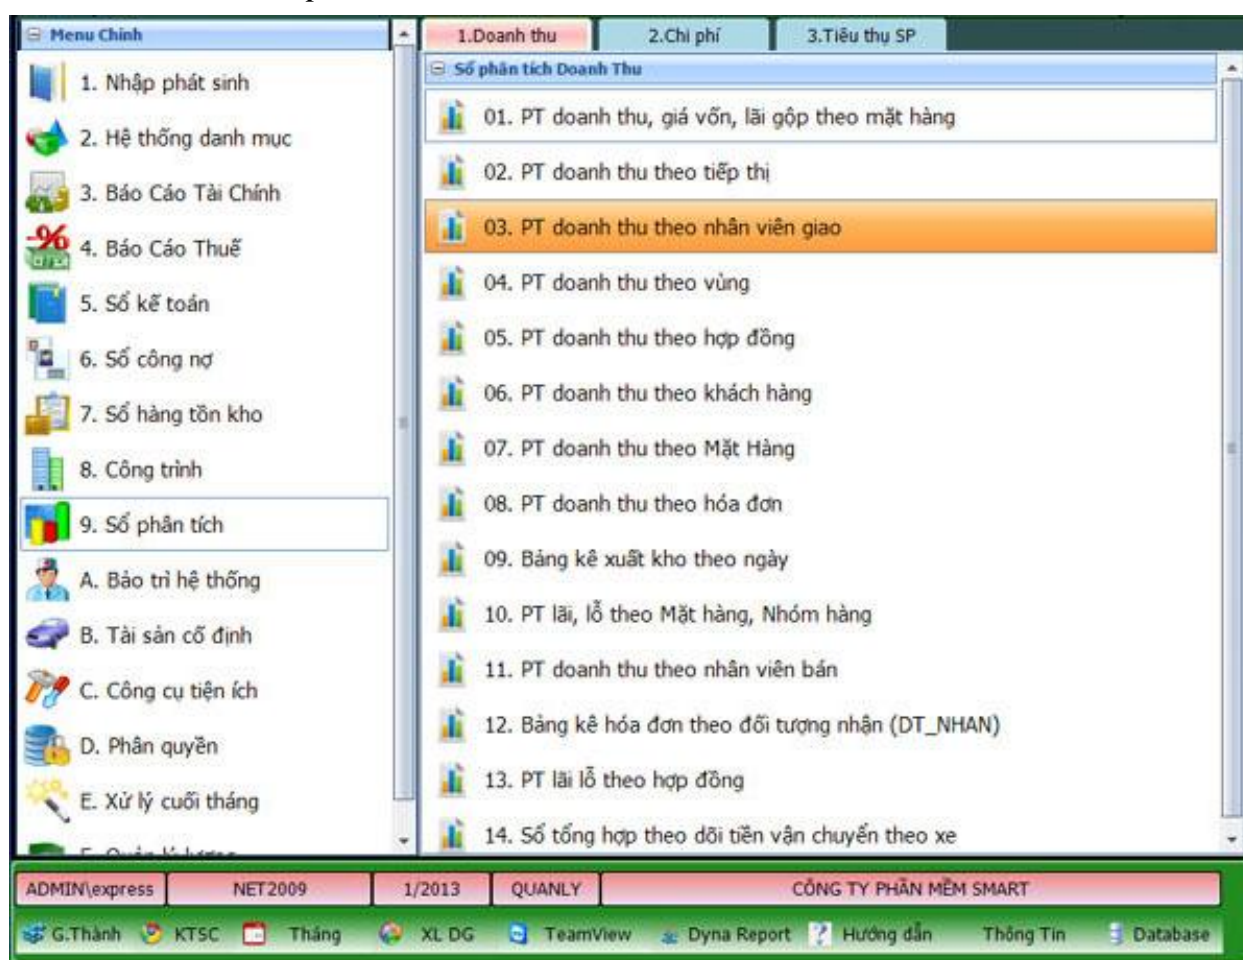 Menu Chính
1. Nhập phát sinh
2. Hệ thống danh mục
3. Báo Cáo Tài Chính
4. Báo Cáo Thuế
5. Sổ kế toán
6. Sổ công nợ
7. Sổ hàng tồn kho
8. Công trình
9. Sổ phân tích
A. Bảo trì hệ thống
B. Tài sản cố định
C. Công cụ tiện ích
D. Phân quyền
E. Xử lý cuối tháng
1.Doanh thu
2.Chi phí
3.Tiêu thụ SP
Sổ phân tích Doanh Thu
01. PT doanh thu, giá vốn, lãi gộp theo mặt hàng
02. PT doanh thu theo tiếp thị
03. PT doanh thu theo nhân viên giao
04. PT doanh thu theo vùng
05. PT doanh thu theo hợp đồng
06. PT doanh thu theo khách hàng
07. PT doanh thu theo Mặt Hàng
08. PT doanh thu theo hóa đơn
09. Bảng kê xuất kho theo ngày
10. PT lãi, lỗ theo Mặt hàng, Nhóm hàng
11. PT doanh thu theo nhân viên bán
12. Bảng kê hóa đơn theo đối tượng nhận (DT_NHAN)
13. PT lãi lỗ theo hợp đồng
14. Sổ tổng hợp theo dõi tiền vận chuyển theo xe
ADMIN\express NET2009 1/2013 QUANLY CÔNG TY PHẦN MỀM SMART
G.Thành KTSC Tháng XL DG TeamView Dyna Report Hướng dẫn Thông Tin Database